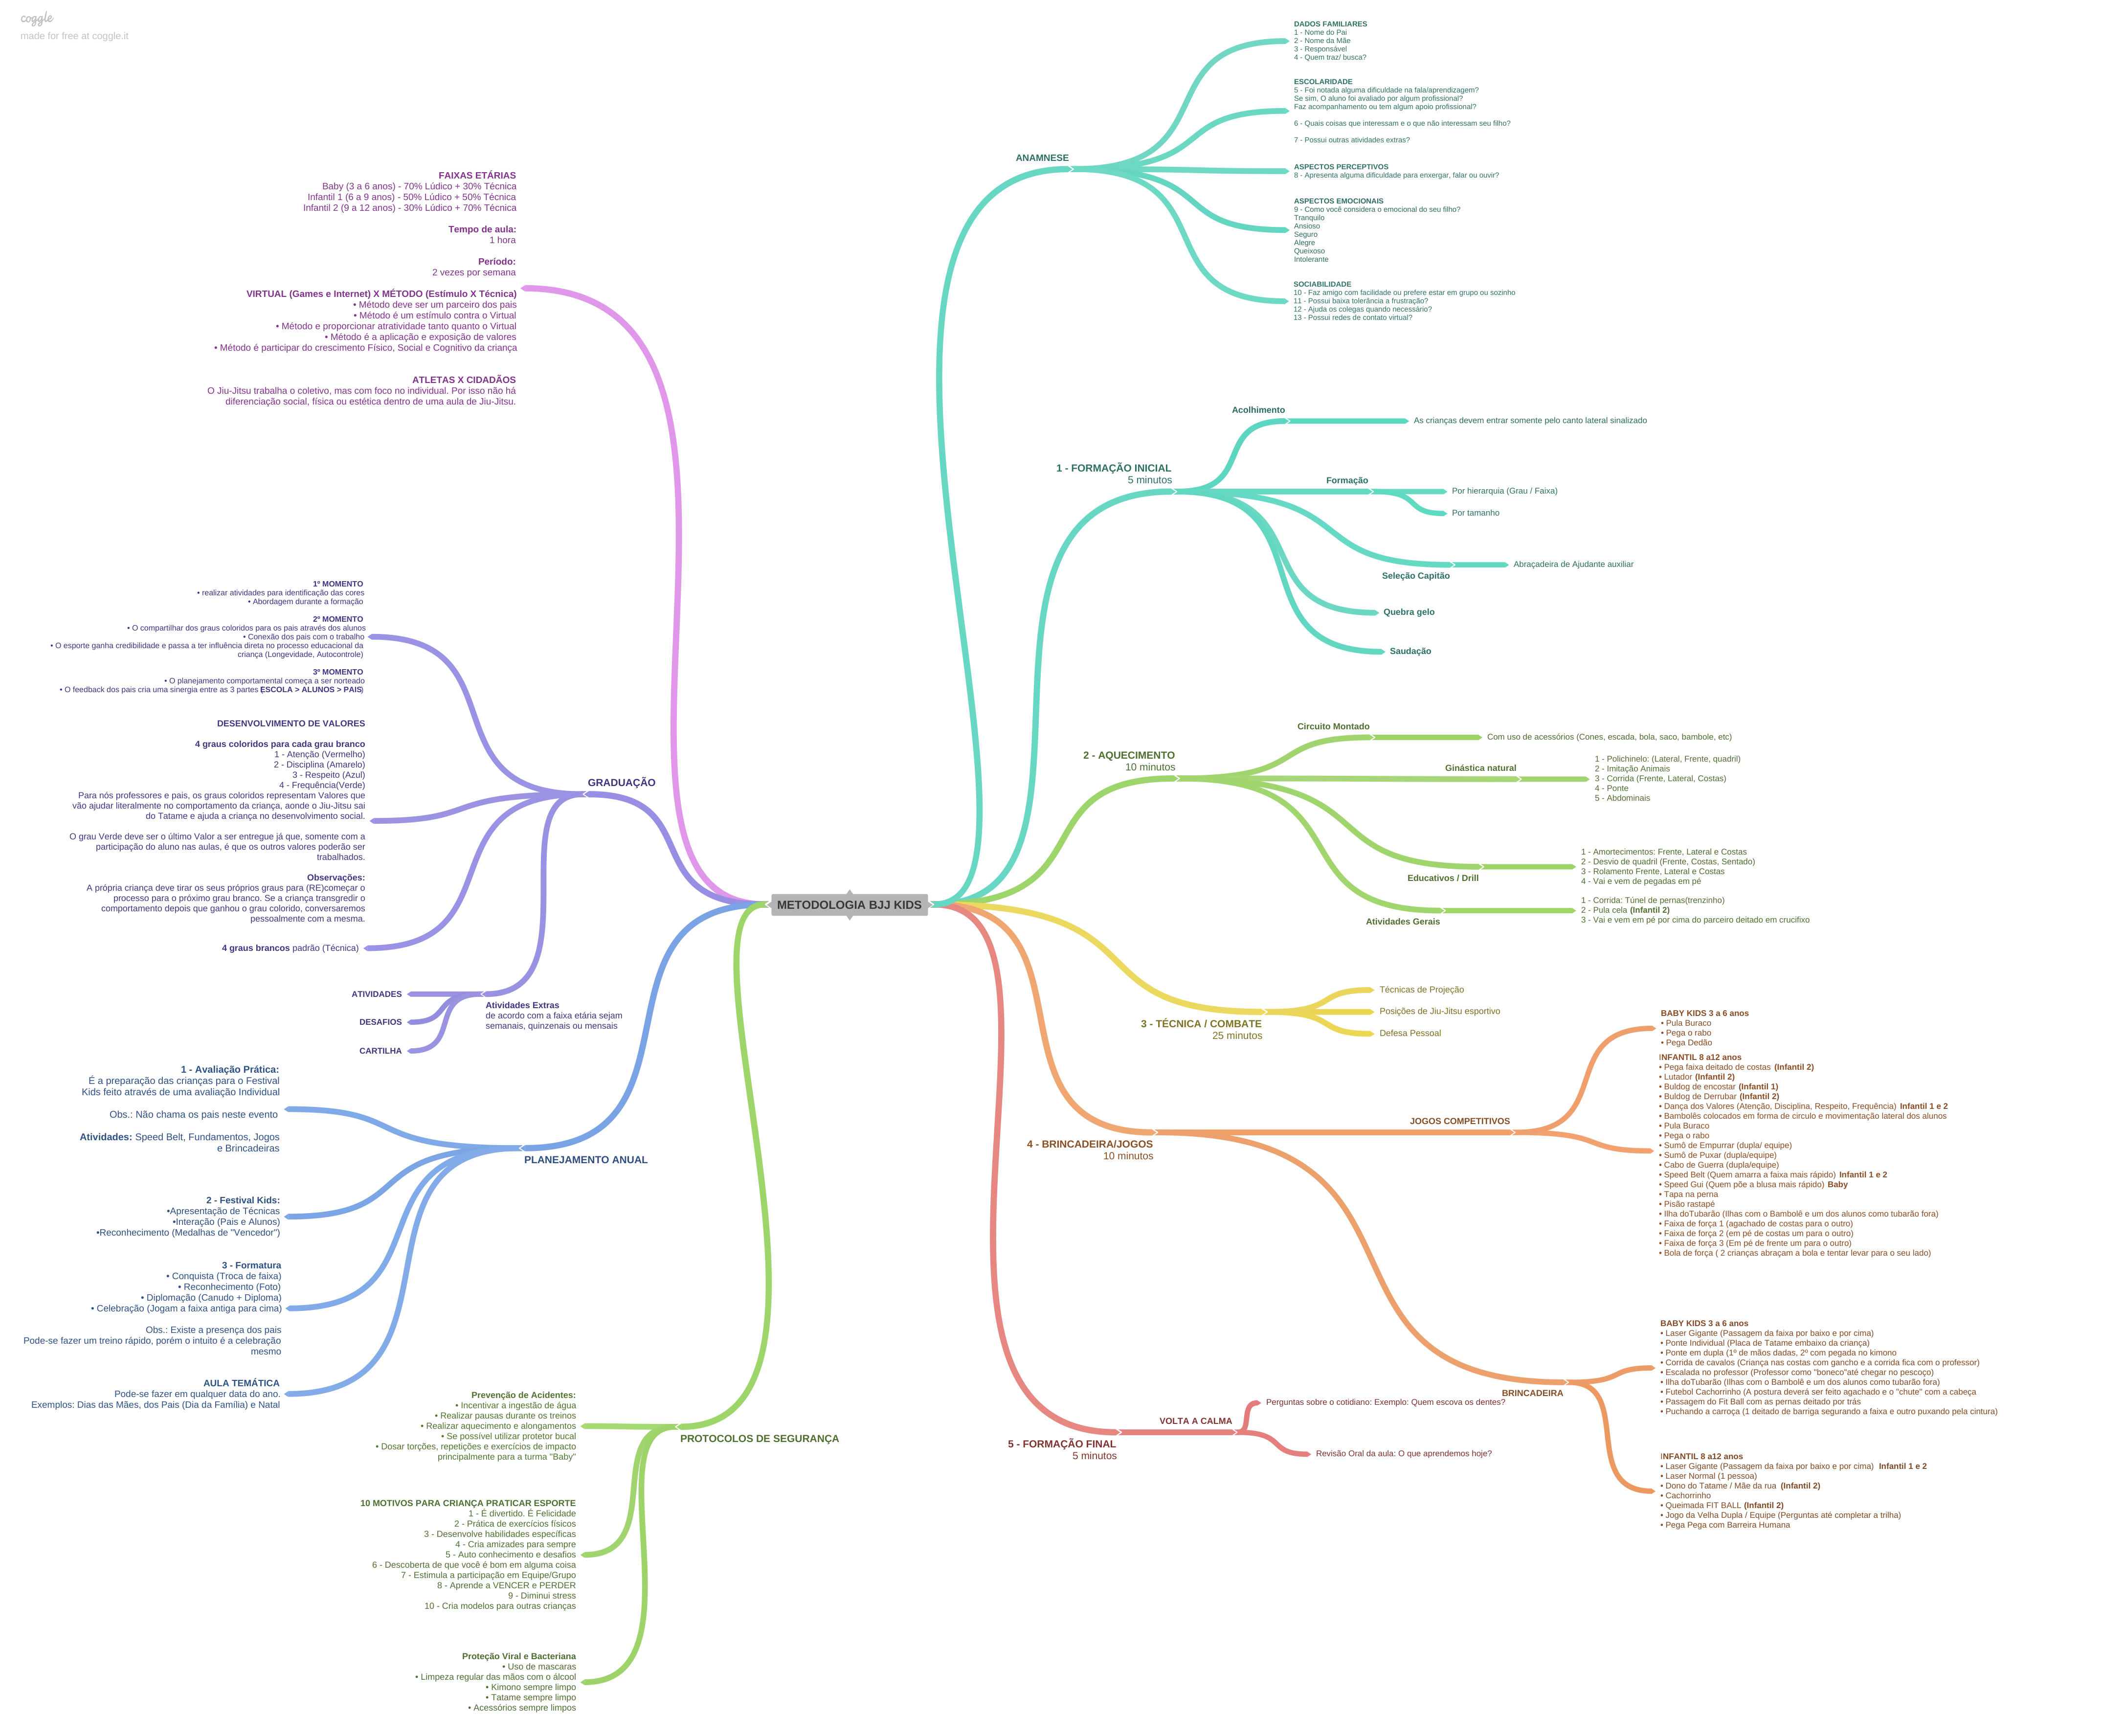 coggle
made for free at coggle.it
METODOLOGIA BJJ KIDS
ANAMNESE
DADOS FAMILIARES
1 - Nome do Pai
2 - Nome da Mãe
3 - Responsável
4 - Quem traz/ busca?
ESCOLARIDADE
5 - Foi notada alguma dificuldade na fala/aprendizagem?
Se sim, O aluno foi avaliado por algum profissional?
Faz acompanhamento ou tem algum apoio profissional?
6 - Quais coisas que interessam e o que não interessam seu filho?
7 - Possui outras atividades extras?
ASPECTOS PERCEPTIVOS
8 - Apresenta alguma dificuldade para enxergar, falar ou ouvir?
ASPECTOS EMOCIONAIS
9 - Como você considera o emocional do seu filho?
Tranquilo
Ansioso
Seguro
Alegre
Queixoso
Intolerante
SOCIABILIDADE
10 - Faz amigo com facilidade ou prefere estar em grupo ou sozinho
11 - Possui baixa tolerância a frustração?
12 - Ajuda os colegas quando necessário?
13 - Possui redes de contato virtual?
1 - FORMAÇÃO INICIAL
5 minutos
Acolhimento
As crianças devem entrar somente pelo canto lateral sinalizado
Formação
Por hierarquia (Grau / Faixa)
Por tamanho
Seleção Capitão
Abraçadeira de Ajudante auxiliar
Quebra gelo
Saudação
2 - AQUECIMENTO
10 minutos
Circuito Montado
Com uso de acessórios (Cones, escada, bola, saco, bambole, etc)
Ginástica natural
1 - Polichinelo: (Lateral, Frente, quadril)
2 - Imitação Animais
3 - Corrida (Frente, Lateral, Costas)
4 - Ponte
5 - Abdominais
Educativos / Drill
1 - Amortecimentos: Frente, Lateral e Costas
2 - Desvio de quadril (Frente, Costas, Sentado)
3 - Rolamento Frente, Lateral e Costas
4 - Vai e vem de pegadas em pé
Atividades Gerais
1 - Corrida: Túnel de pernas(trenzinho)
2 - Pula cela (Infantil 2)
3 - Vai e vem em pé por cima do parceiro deitado em crucifixo
3 - TÉCNICA / COMBATE
25 minutos
Técnicas de Projeção
Posições de Jiu-Jitsu esportivo
Defesa Pessoal
4 - BRINCADEIRA/JOGOS
10 minutos
JOGOS COMPETITIVOS
BABY KIDS 3 a 6 anos
• Pula Buraco
• Pega o rabo
• Pega Dedão
INFANTIL 8 a12 anos
• Pega faixa deitado de costas (Infantil 2)
• Lutador (Infantil 2)
• Buldog de encostar (Infantil 1)
• Buldog de Derrubar (Infantil 2)
• Dança dos Valores (Atenção, Disciplina, Respeito, Frequência) Infantil 1 e 2
• Bambolês colocados em forma de circulo e movimentação lateral dos alunos
• Pula Buraco
• Pega o rabo
• Sumô de Empurrar (dupla/ equipe)
• Sumô de Puxar (dupla/equipe)
• Cabo de Guerra (dupla/equipe)
• Speed Belt (Quem amarra a faixa mais rápido) Infantil 1 e 2
• Speed Gui (Quem põe a blusa mais rápido) Baby
• Tapa na perna
• Pisão rastapé
• Ilha doTubarão (Ilhas com o Bambolê e um dos alunos como tubarão fora)
• Faixa de força 1 (agachado de costas para o outro)
• Faixa de força 2 (em pé de costas um para o outro)
• Faixa de força 3 (Em pé de frente um para o outro)
• Bola de força ( 2 crianças abraçam a bola e tentar levar para o seu lado)
BRINCADEIRA
BABY KIDS 3 a 6 anos
• Laser Gigante (Passagem da faixa por baixo e por cima)
• Ponte Individual (Placa de Tatame embaixo da criança)
• Ponte em dupla (1º de mãos dadas, 2º com pegada no kimono
• Corrida de cavalos (Criança nas costas com gancho e a corrida fica com o professor)
• Escalada no professor (Professor como "boneco"até chegar no pescoço)
• Ilha doTubarão (Ilhas com o Bambolê e um dos alunos como tubarão fora)
• Futebol Cachorrinho (A postura deverá ser feito agachado e o "chute" com a cabeça
• Passagem do Fit Ball com as pernas deitado por trás
• Puchando a carroça (1 deitado de barriga segurando a faixa e outro puxando pela cintura)
INFANTIL 8 a12 anos
• Laser Gigante (Passagem da faixa por baixo e por cima) Infantil 1 e 2
• Laser Normal (1 pessoa)
• Dono do Tatame / Mãe da rua (Infantil 2)
• Cachorrinho
• Queimada FIT BALL (Infantil 2)
• Jogo da Velha Dupla / Equipe (Perguntas até completar a trilha)
• Pega Pega com Barreira Humana
5 - FORMAÇÃO FINAL
5 minutos
VOLTA A CALMA
Perguntas sobre o cotidiano: Exemplo: Quem escova os dentes?
Revisão Oral da aula: O que aprendemos hoje?
FAIXAS ETÁRIAS
Baby (3 a 6 anos) - 70% Lúdico + 30% Técnica
Infantil 1 (6 a 9 anos) - 50% Lúdico + 50% Técnica
Infantil 2 (9 a 12 anos) - 30% Lúdico + 70% Técnica
Tempo de aula:
1 hora
Período:
2 vezes por semana
VIRTUAL (Games e Internet) X MÉTODO (Estímulo X Técnica)
• Método deve ser um parceiro dos pais
• Método é um estímulo contra o Virtual
• Método e proporcionar atratividade tanto quanto o Virtual
• Método é a aplicação e exposição de valores
• Método é participar do crescimento Físico, Social e Cognitivo da criança
ATLETAS X CIDADÃOS
O Jiu-Jitsu trabalha o coletivo, mas com foco no individual. Por isso não há
diferenciação social, física ou estética dentro de uma aula de Jiu-Jitsu.
GRADUAÇÃO
1º MOMENTO
• realizar atividades para identificação das cores
• Abordagem durante a formação
2º MOMENTO
• O compartilhar dos graus coloridos para os pais através dos alunos
• Conexão dos pais com o trabalho
• O esporte ganha credibilidade e passa a ter influência direta no processo educacional da
criança (Longevidade, Autocontrole)
3º MOMENTO
• O planejamento comportamental começa a ser norteado
• O feedback dos pais cria uma sinergia entre as 3 partes (ESCOLA > ALUNOS > PAIS)
DESENVOLVIMENTO DE VALORES
4 graus coloridos para cada grau branco
1 - Atenção (Vermelho)
2 - Disciplina (Amarelo)
3 - Respeito (Azul)
4 - Frequência(Verde)
Para nós professores e pais, os graus coloridos representam Valores que
vão ajudar literalmente no comportamento da criança, aonde o Jiu-Jitsu sai
do Tatame e ajuda a criança no desenvolvimento social.
O grau Verde deve ser o último Valor a ser entregue já que, somente com a
participação do aluno nas aulas, é que os outros valores poderão ser
trabalhados.
Observações:
A própria criança deve tirar os seus próprios graus para (RE)começar o
processo para o próximo grau branco. Se a criança transgredir o
comportamento depois que ganhou o grau colorido, conversaremos
pessoalmente com a mesma.
4 graus brancos padrão (Técnica)
Atividades Extras
de acordo com a faixa etária sejam
semanais, quinzenais ou mensais
ATIVIDADES
DESAFIOS
CARTILHA
PLANEJAMENTO ANUAL
1 - Avaliação Prática:
É a preparação das crianças para o Festival
Kids feito através de uma avaliação Individual
Obs.: Não chama os pais neste evento
Atividades: Speed Belt, Fundamentos, Jogos
e Brincadeiras
2 - Festival Kids:
•Apresentação de Técnicas
•Interação (Pais e Alunos)
•Reconhecimento (Medalhas de "Vencedor")
3 - Formatura
• Conquista (Troca de faixa)
• Reconhecimento (Foto)
• Diplomação (Canudo + Diploma)
• Celebração (Jogam a faixa antiga para cima)
Obs.: Existe a presença dos pais
Pode-se fazer um treino rápido, porém o intuito é a celebração
mesmo
AULA TEMÁTICA
Pode-se fazer em qualquer data do ano.
Exemplos: Dias das Mães, dos Pais (Dia da Família) e Natal
PROTOCOLOS DE SEGURANÇA
Prevenção de Acidentes:
• Incentivar a ingestão de água
• Realizar pausas durante os treinos
• Realizar aquecimento e alongamentos
• Se possível utilizar protetor bucal
• Dosar torções, repetições e exercícios de impacto
principalmente para a turma "Baby"
10 MOTIVOS PARA CRIANÇA PRATICAR ESPORTE
1 - É divertido. É Felicidade
2 - Prática de exercícios físicos
3 - Desenvolve habilidades específicas
4 - Cria amizades para sempre
5 - Auto conhecimento e desafios
6 - Descoberta de que você é bom em alguma coisa
7 - Estimula a participação em Equipe/Grupo
8 - Aprende a VENCER e PERDER
9 - Diminui stress
10 - Cria modelos para outras crianças
Proteção Viral e Bacteriana
• Uso de mascaras
• Limpeza regular das mãos com o álcool
• Kimono sempre limpo
• Tatame sempre limpo
• Acessórios sempre limpos